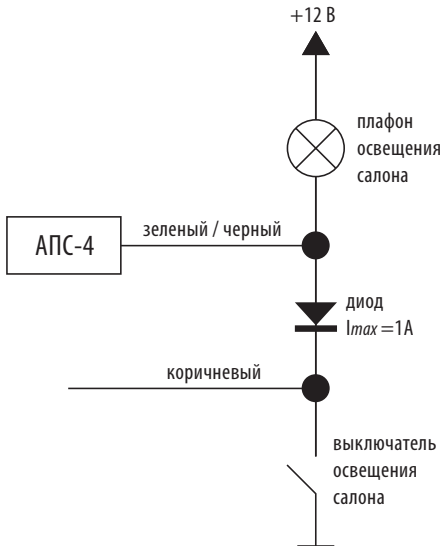 +12 В
плафон
освещения
салона
зеленый / черный
АПС-4
диод
Imax =1А
коричневый
выключатель
освещения
салона